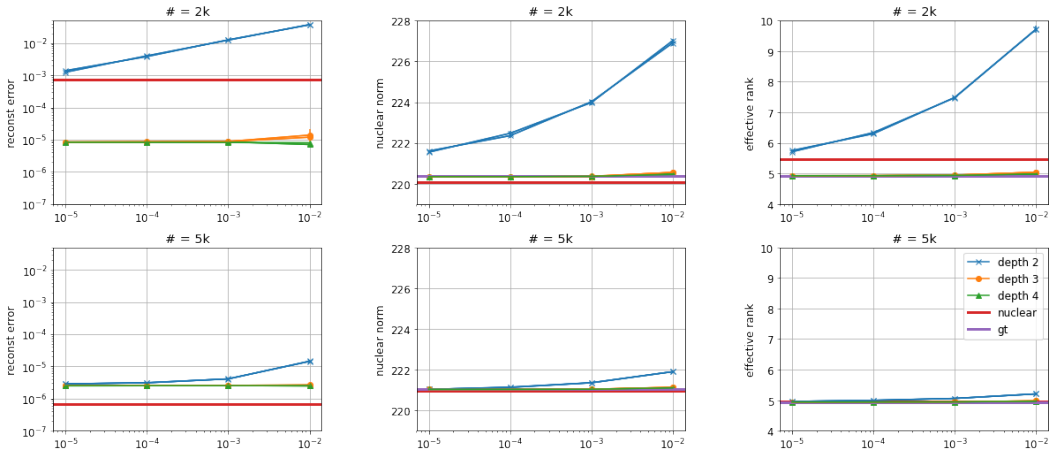 # = 2k
reconst error
10⁻²
10⁻³
10⁻⁴
10⁻⁵
10⁻⁶
10⁻⁷
10⁻⁵ 10⁻⁴ 10⁻³ 10⁻²
# = 2k
nuclear norm
228
226
224
222
220
10⁻⁵ 10⁻⁴ 10⁻³ 10⁻²
# = 2k
effective rank
10
9
8
7
6
5
4
10⁻⁵ 10⁻⁴ 10⁻³ 10⁻²
# = 5k
reconst error
10⁻²
10⁻³
10⁻⁴
10⁻⁵
10⁻⁶
10⁻⁷
10⁻⁵ 10⁻⁴ 10⁻³ 10⁻²
# = 5k
nuclear norm
228
226
224
222
220
10⁻⁵ 10⁻⁴ 10⁻³ 10⁻²
# = 5k
effective rank
10
9
8
7
6
5
4
10⁻⁵ 10⁻⁴ 10⁻³ 10⁻²
depth 2
depth 3
depth 4
nuclear
gt